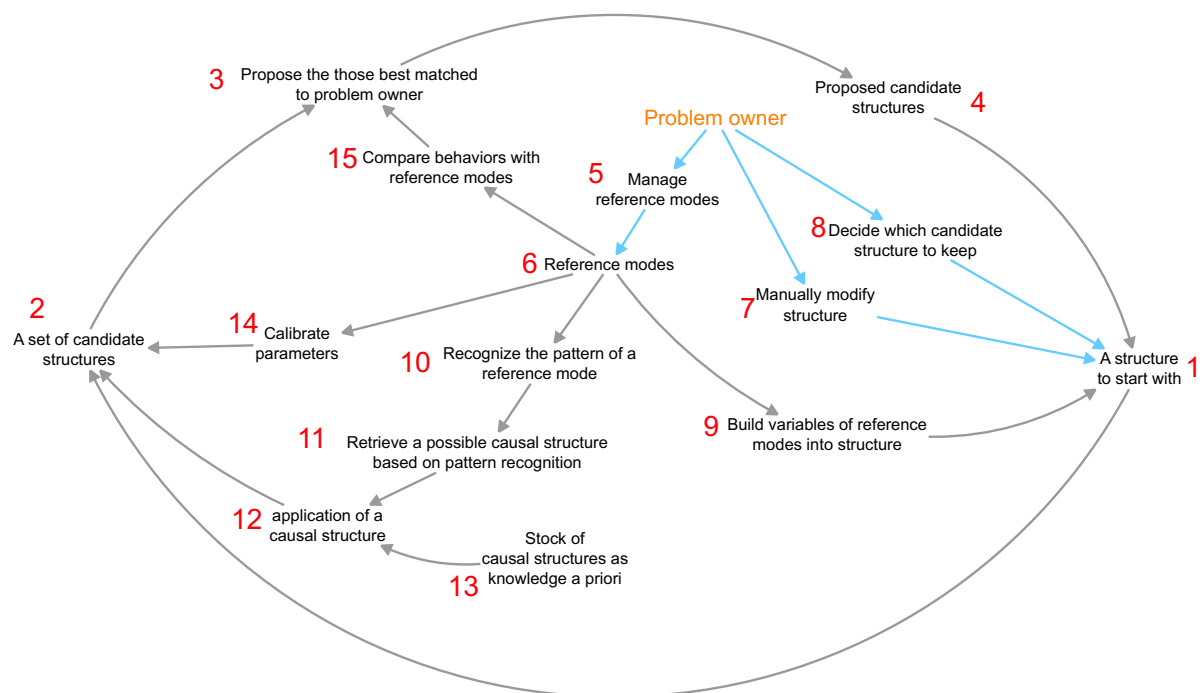 3
Propose the those best matched
to problem owner
Proposed candidate
structures
4
Problem owner
15
Compare behaviors with
reference modes
5
Manage
reference modes
8
Decide which candidate
structure to keep
6
Reference modes
7
Manually modify
structure
2
A set of candidate
structures
14
Calibrate
parameters
10
Recognize the pattern of a
reference mode
A structure
to start with
1
9
Build variables of reference
modes into structure
11
Retrieve a possible causal structure
based on pattern recognition
12
application of a
causal structure
Stock of
causal structures as
knowledge a priori
13